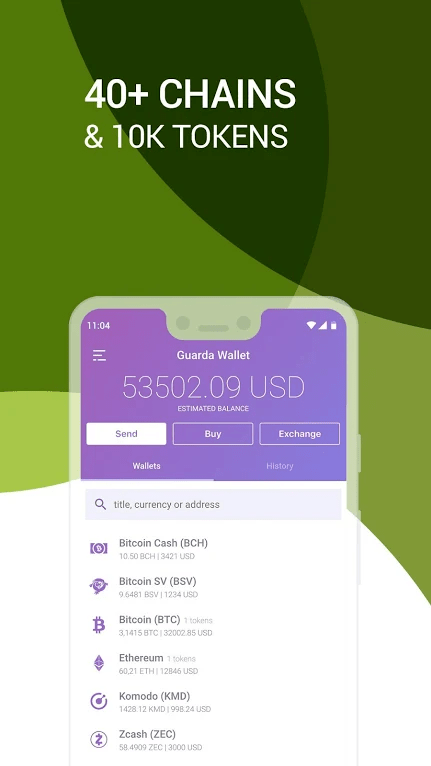 40+ CHAINS
& 10K TOKENS
11:04
Guarda Wallet
53502.09 USD
ESTIMATED BALANCE
Send Buy Exchange
Wallets History
title, currency or address
Bitcoin Cash (BCH)
10.50 BCH | 3421 USD
Bitcoin SV (BSV)
9.6481 BSV | 1234 USD
Bitcoin (BTC) 1 tokens
3,1415 BTC | 32002.85 USD
Ethereum 1 tokens
60,21 ETH | 12846 USD
Komodo (KMD)
1428.12 KMD | 998.24 USD
Zcash (ZEC)
58.4909 ZEC | 3000 USD